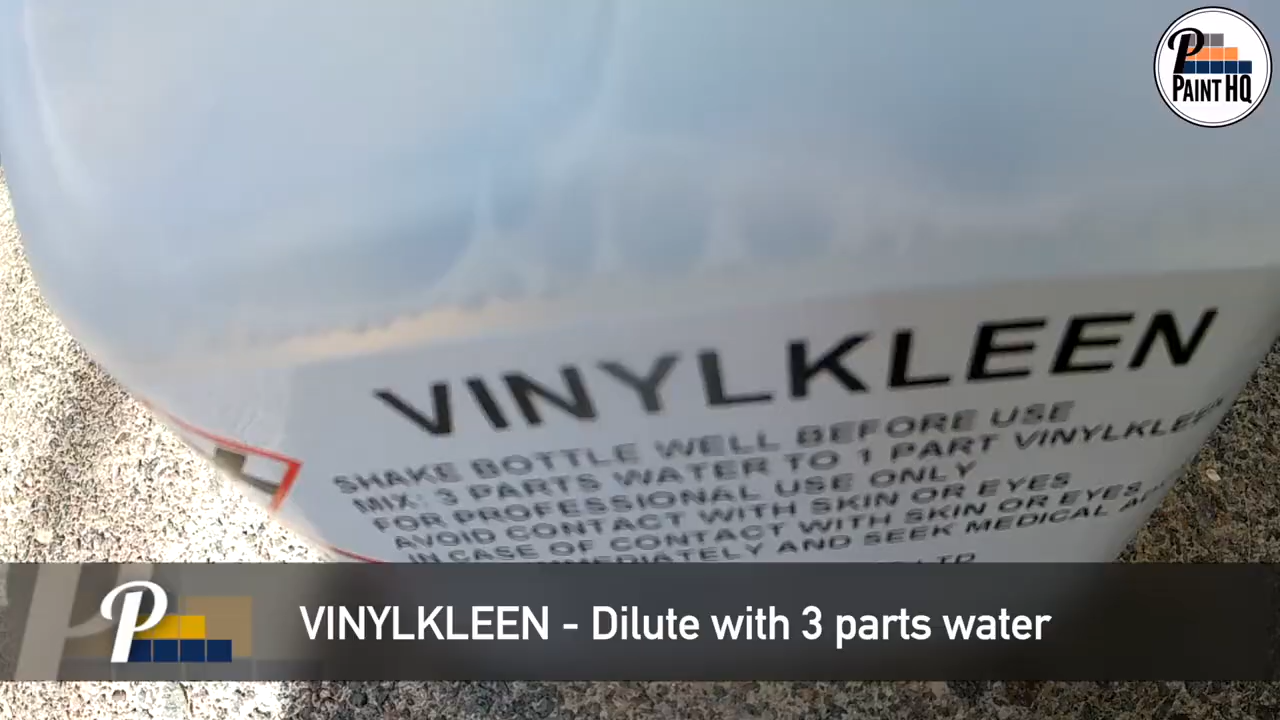 P
PAINT HQ
VINYLKLEEN
SHAKE BOTTLE WELL BEFORE USE
MIX: 3 PARTS WATER TO 1 PART VINYLKLEEN
FOR PROFESSIONAL USE ONLY
AVOID CONTACT WITH SKIN OR EYES
IN CASE OF CONTACT WITH SKIN OR EYES,
IMMEDIATELY AND SEEK MEDICAL
LTD
P
VINYLKLEEN - Dilute with 3 parts water